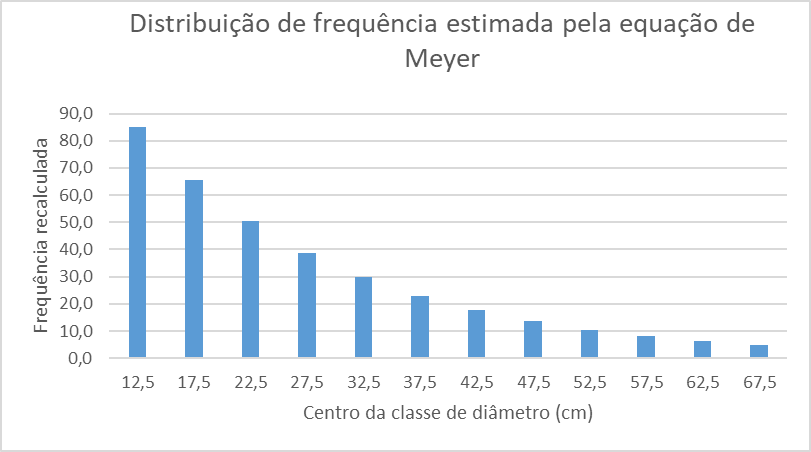 Distribuição de frequência estimada pela equação de
Meyer
Frequência recalculada
90,0
80,0
70,0
60,0
50,0
40,0
30,0
20,0
10,0
0,0
12,5 17,5 22,5 27,5 32,5 37,5 42,5 47,5 52,5 57,5 62,5 67,5
Centro da classe de diâmetro (cm)